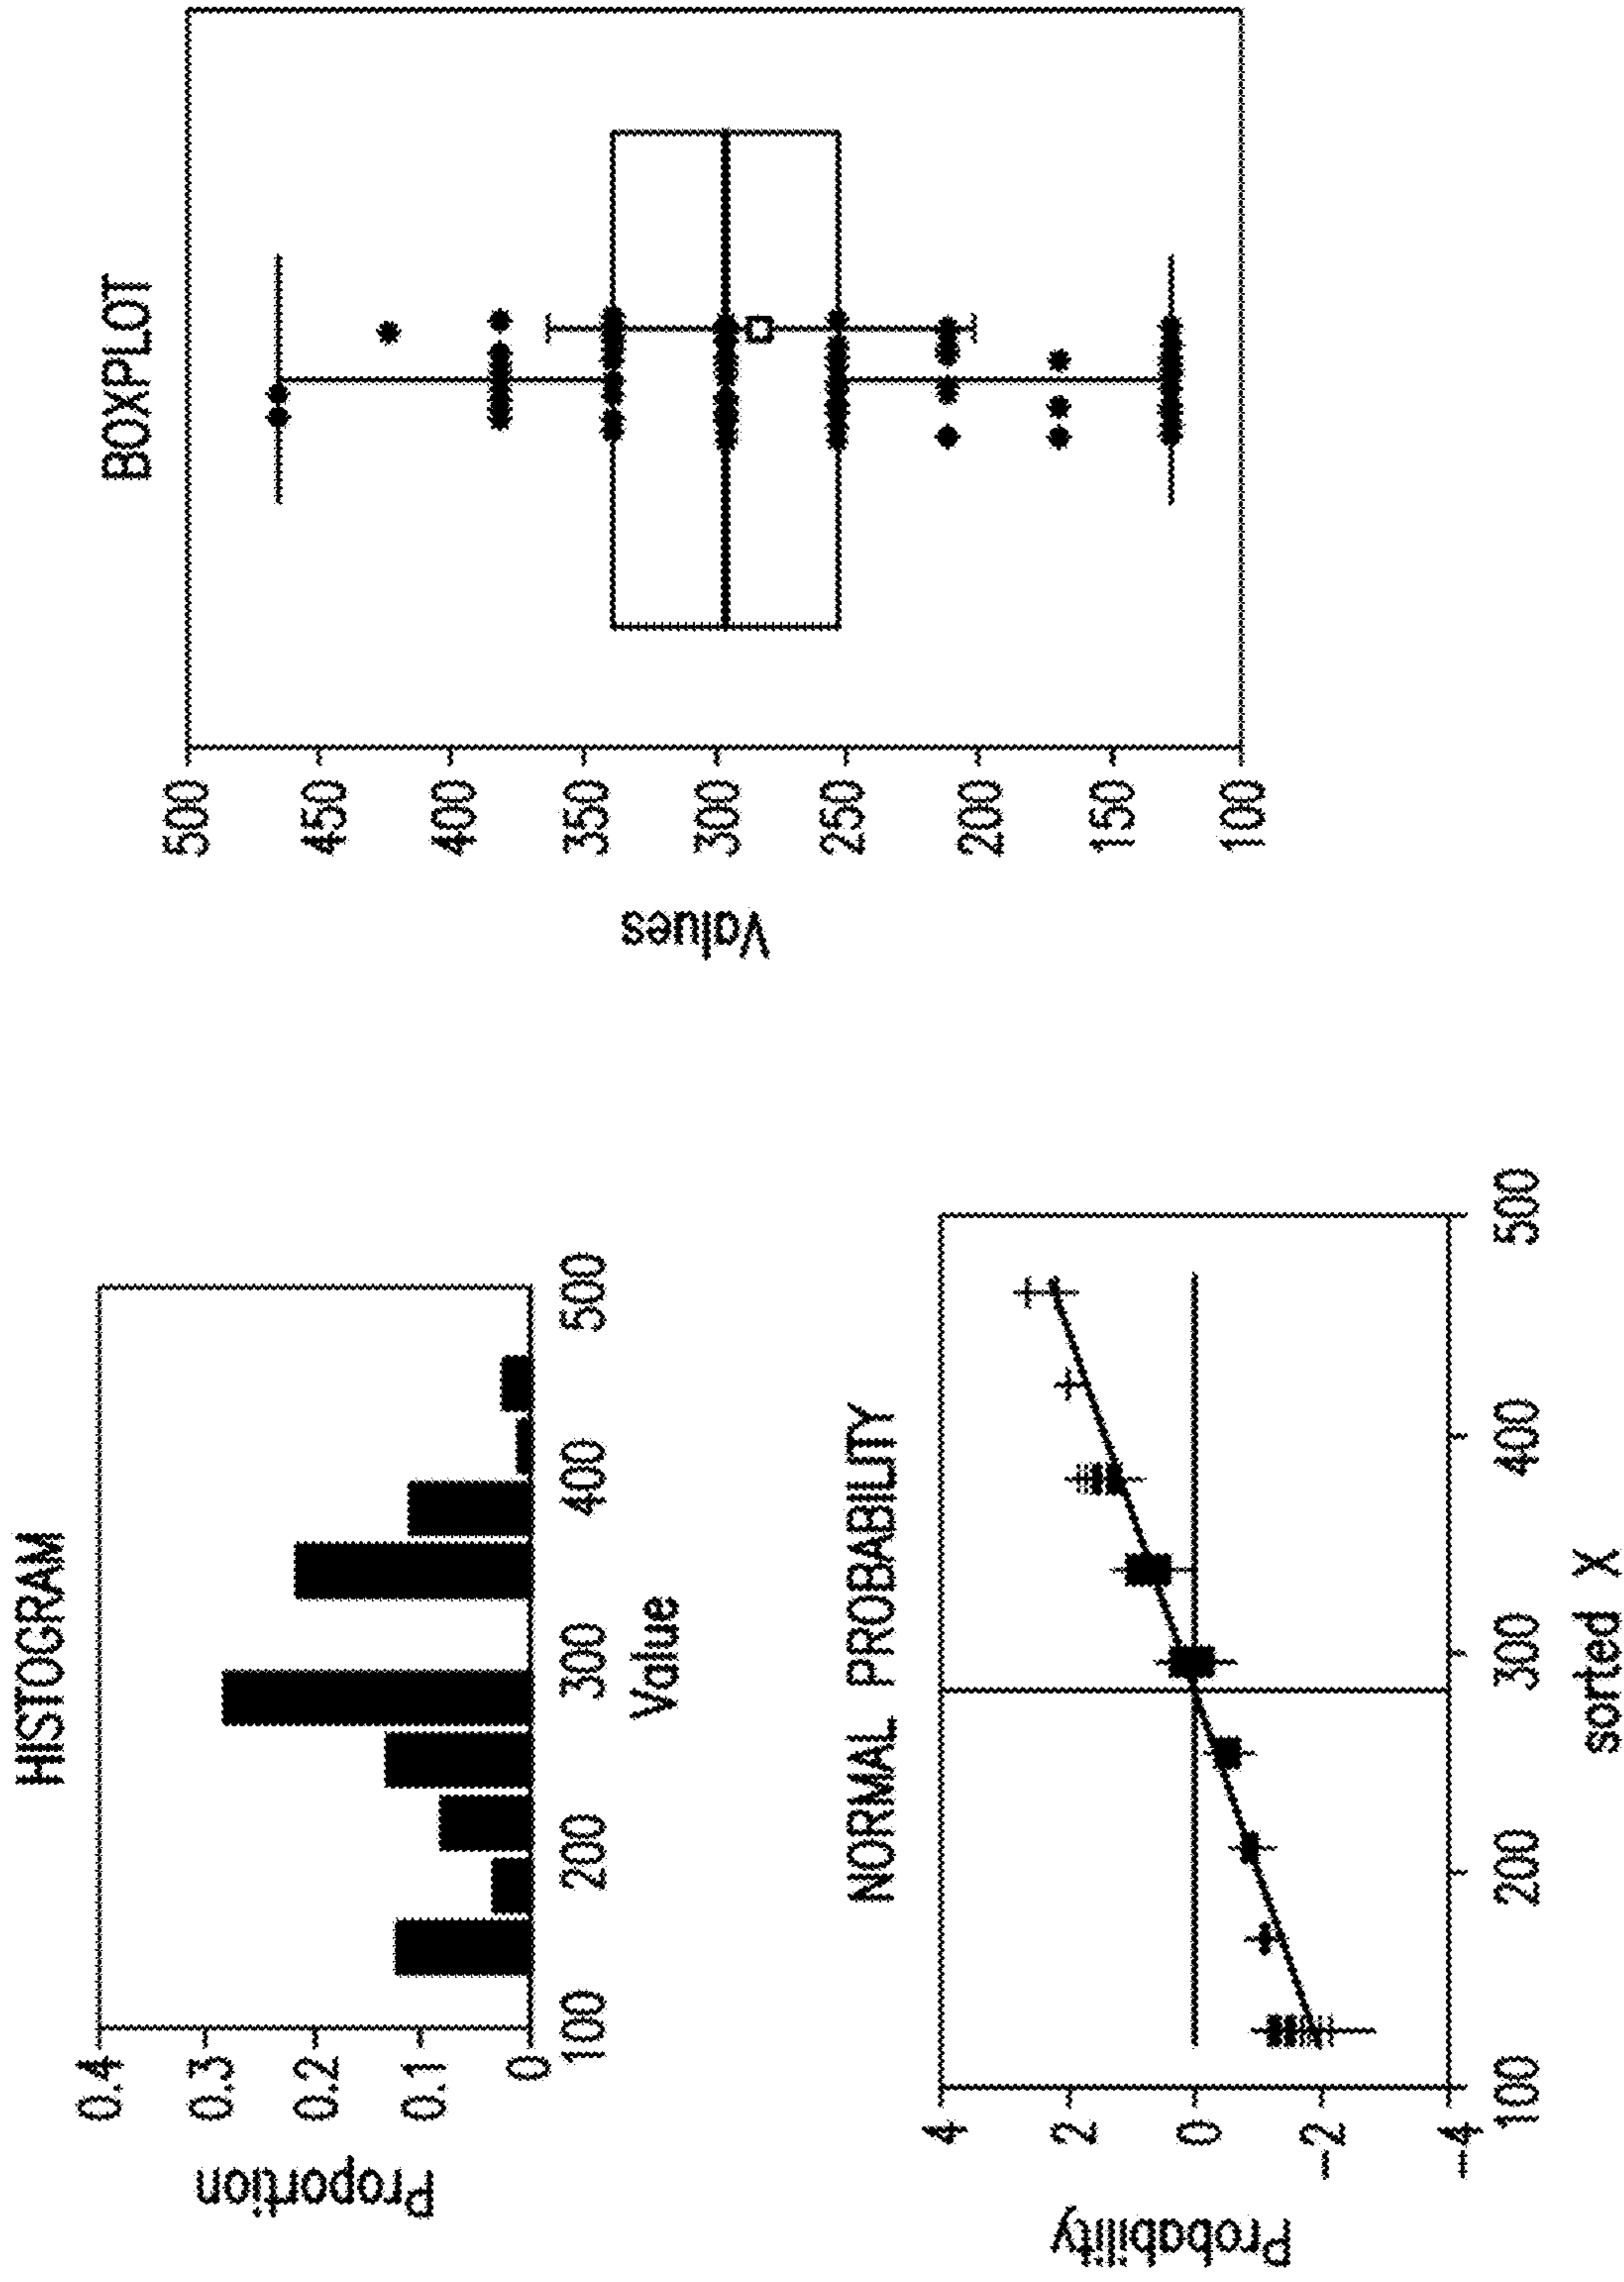 HISTOGRAM
Proportion
0.4
0.3
0.2
0.1
0
100 200 300 400 500
Value
NORMAL PROBABILITY
Probability
4
2
0
-2
-4
100 200 300 400 500
sorted X
BOXPLOT
Values
500
450
400
350
300
250
200
150
100